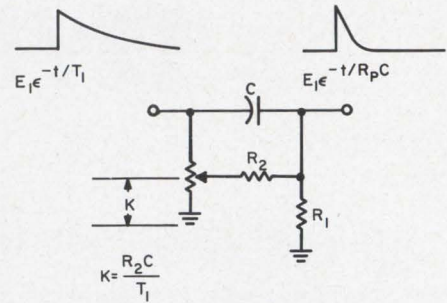 E₁ε^-t/T₁
E₁ε^-t/RₚC
C
R₂
K
R₁
K = R₂C / T₁